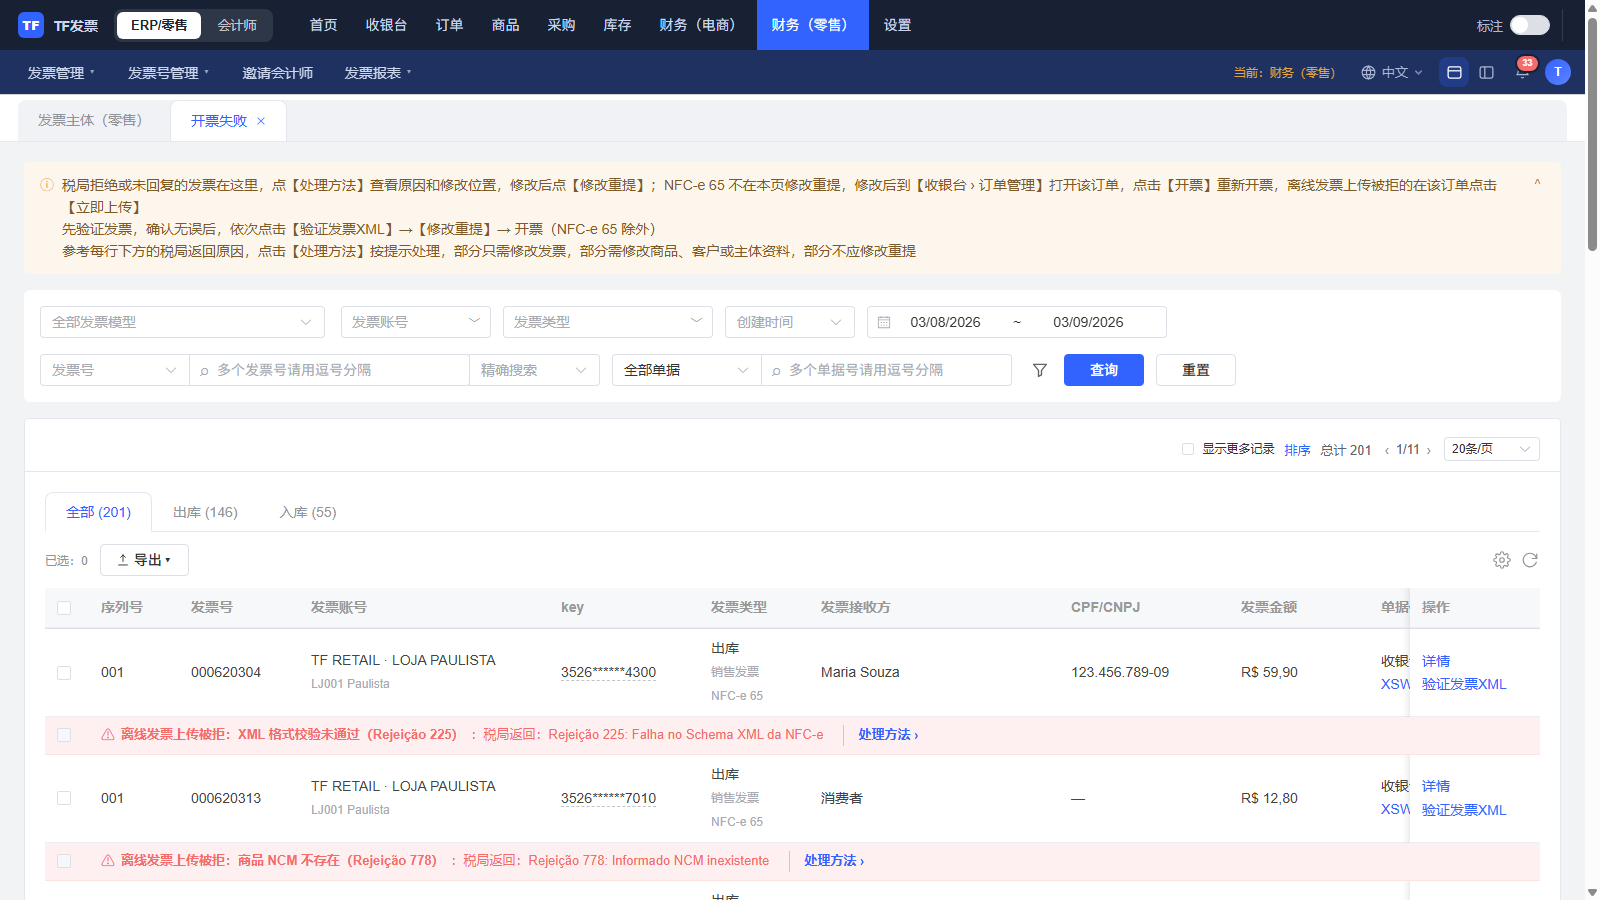 TF TF发票 ERP/零售 会计师 首页 收银台 订单 商品 采购 库存 财务（电商） 财务（零售） 设置 标注
发票管理 发票号管理 邀请会计师 发票报表 当前：财务（零售） 中文 33 T
发票主体（零售） 开票失败 ×
税局拒绝或未回复的发票在这里，点【处理方法】查看原因和修改位置，修改后点【修改重提】；NFC-e 65 不在本页修改重提，修改后到【收银台 › 订单管理】打开该订单，点击【开票】重新开票，离线发票上传被拒的在该订单点击
【立即上传】
先验证发票，确认无误后，依次点击【验证发票XML】→【修改重提】→ 开票（NFC-e 65 除外）
参考每行下方的税局返回原因，点击【处理方法】按提示处理，部分只需修改发票，部分需修改商品、客户或主体资料，部分不应修改重提
全部发票模型 发票账号 发票类型 创建时间 03/08/2026 ~ 03/09/2026
发票号 多个发票号请用逗号分隔 精确搜索 全部单据 多个单据号请用逗号分隔 查询 重置
显示更多记录 排序 总计 201 ‹ 1/11 › 20条/页
全部 (201) 出库 (146) 入库 (55)
已选：0 导出
序列号 发票号 发票账号 key 发票类型 发票接收方 CPF/CNPJ 发票金额 单据 操作
001 000620304 TF RETAIL · LOJA PAULISTA 3526******4300 出库 Maria Souza 123.456.789-09 R$ 59,90 收银 详情
LJ001 Paulista 销售发票 XSW 验证发票XML
NFC-e 65
离线发票上传被拒：XML 格式校验未通过（Rejeição 225） ：税局返回：Rejeição 225: Falha no Schema XML da NFC-e 处理方法 ›
001 000620313 TF RETAIL · LOJA PAULISTA 3526******7010 出库 消费者 — R$ 12,80 收银 详情
LJ001 Paulista 销售发票 XSW 验证发票XML
NFC-e 65
离线发票上传被拒：商品 NCM 不存在（Rejeição 778） ：税局返回：Rejeição 778: Informado NCM inexistente 处理方法 ›
出库